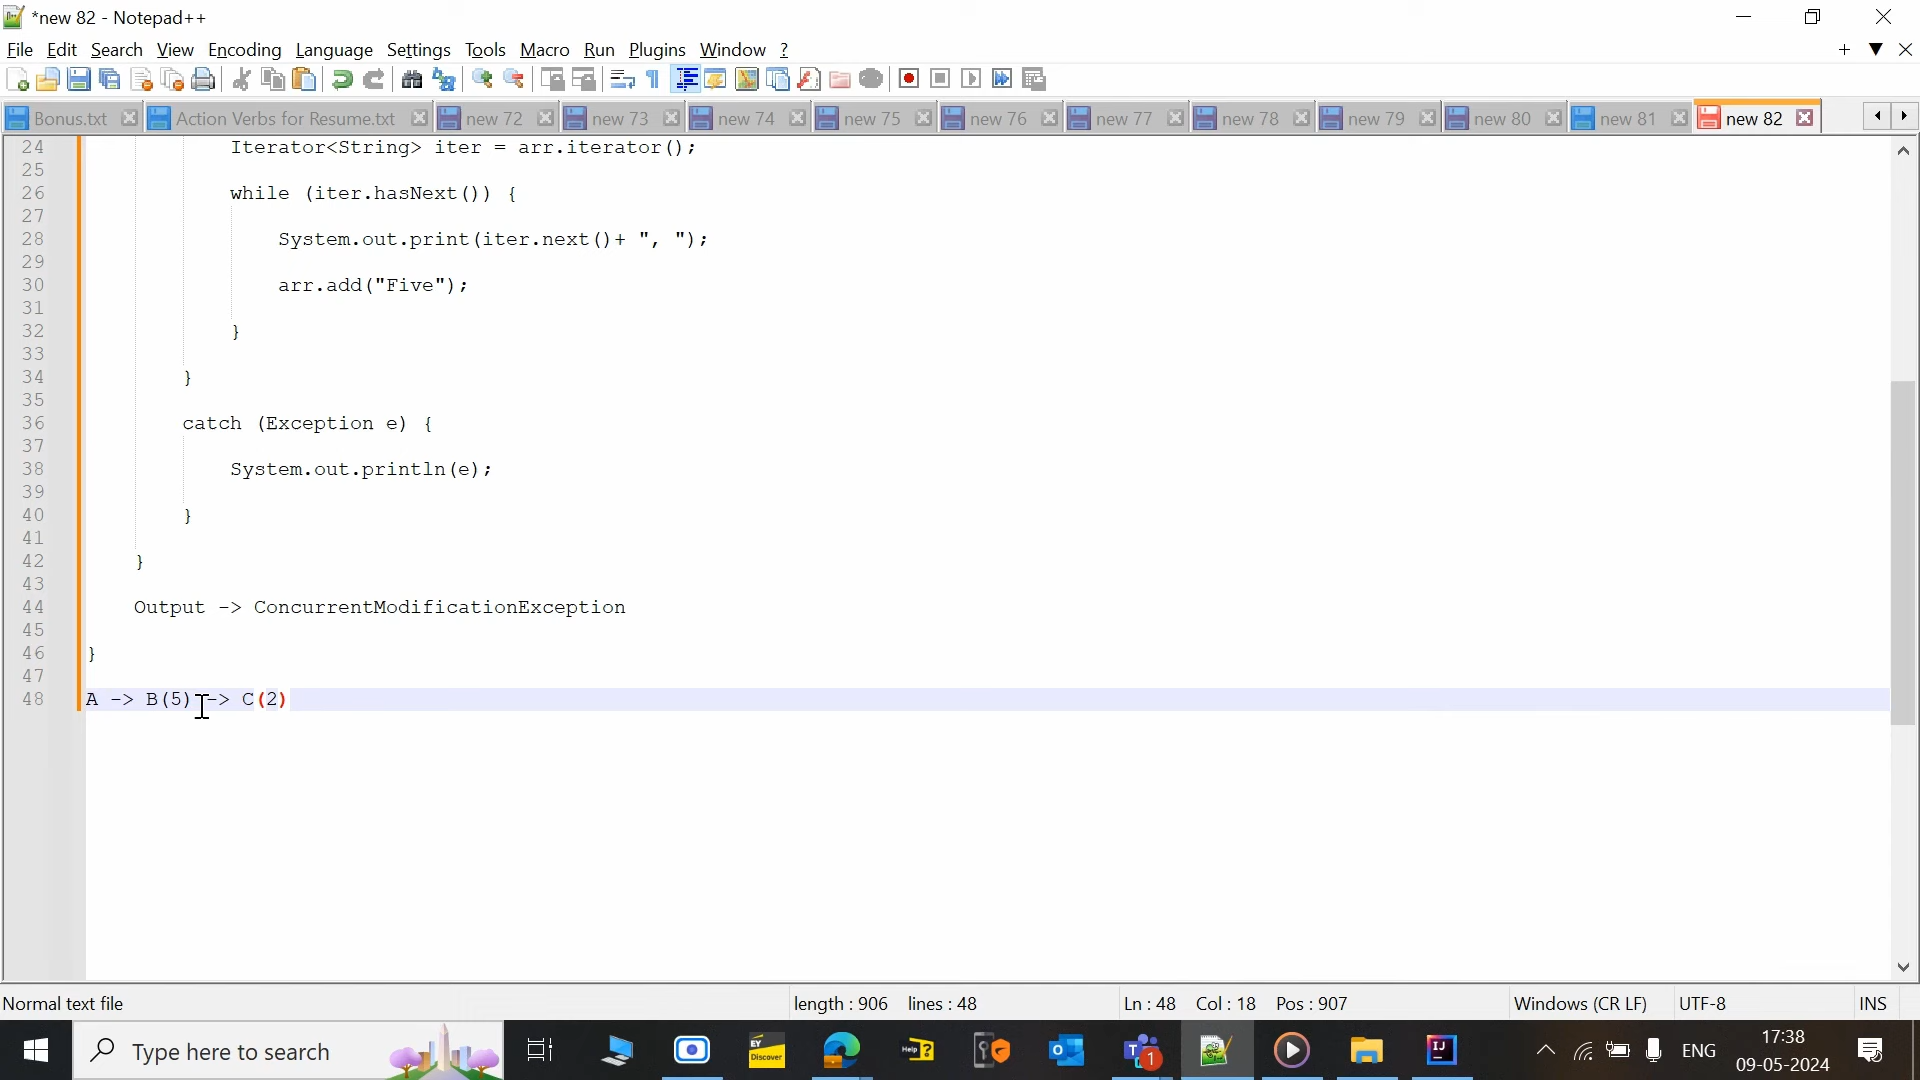 *new 82 - Notepad++
File Edit Search View Encoding Language Settings Tools Macro Run Plugins Window ?
Bonus.txt Action Verbs for Resume.txt new 72 new 73 new 74 new 75 new 76 new 77 new 78 new 79 new 80 new 81 new 82
24 Iterator<String> iter = arr.iterator();
25
26 while (iter.hasNext()) {
27
28 System.out.print(iter.next()+ ", ");
29
30 arr.add("Five");
31
32 }
33
34 }
35
36 catch (Exception e) {
37
38 System.out.println(e);
39
40 }
41
42 }
43
44 Output -> ConcurrentModificationException
45
46 }
47
48 A -> B(5) -> C(2)
Normal text file length : 906 lines : 48 Ln : 48 Col : 18 Pos : 907 Windows (CR LF) UTF-8 INS
Type here to search EY Discover Help ? 1 IJ ENG 17:38
09-05-2024